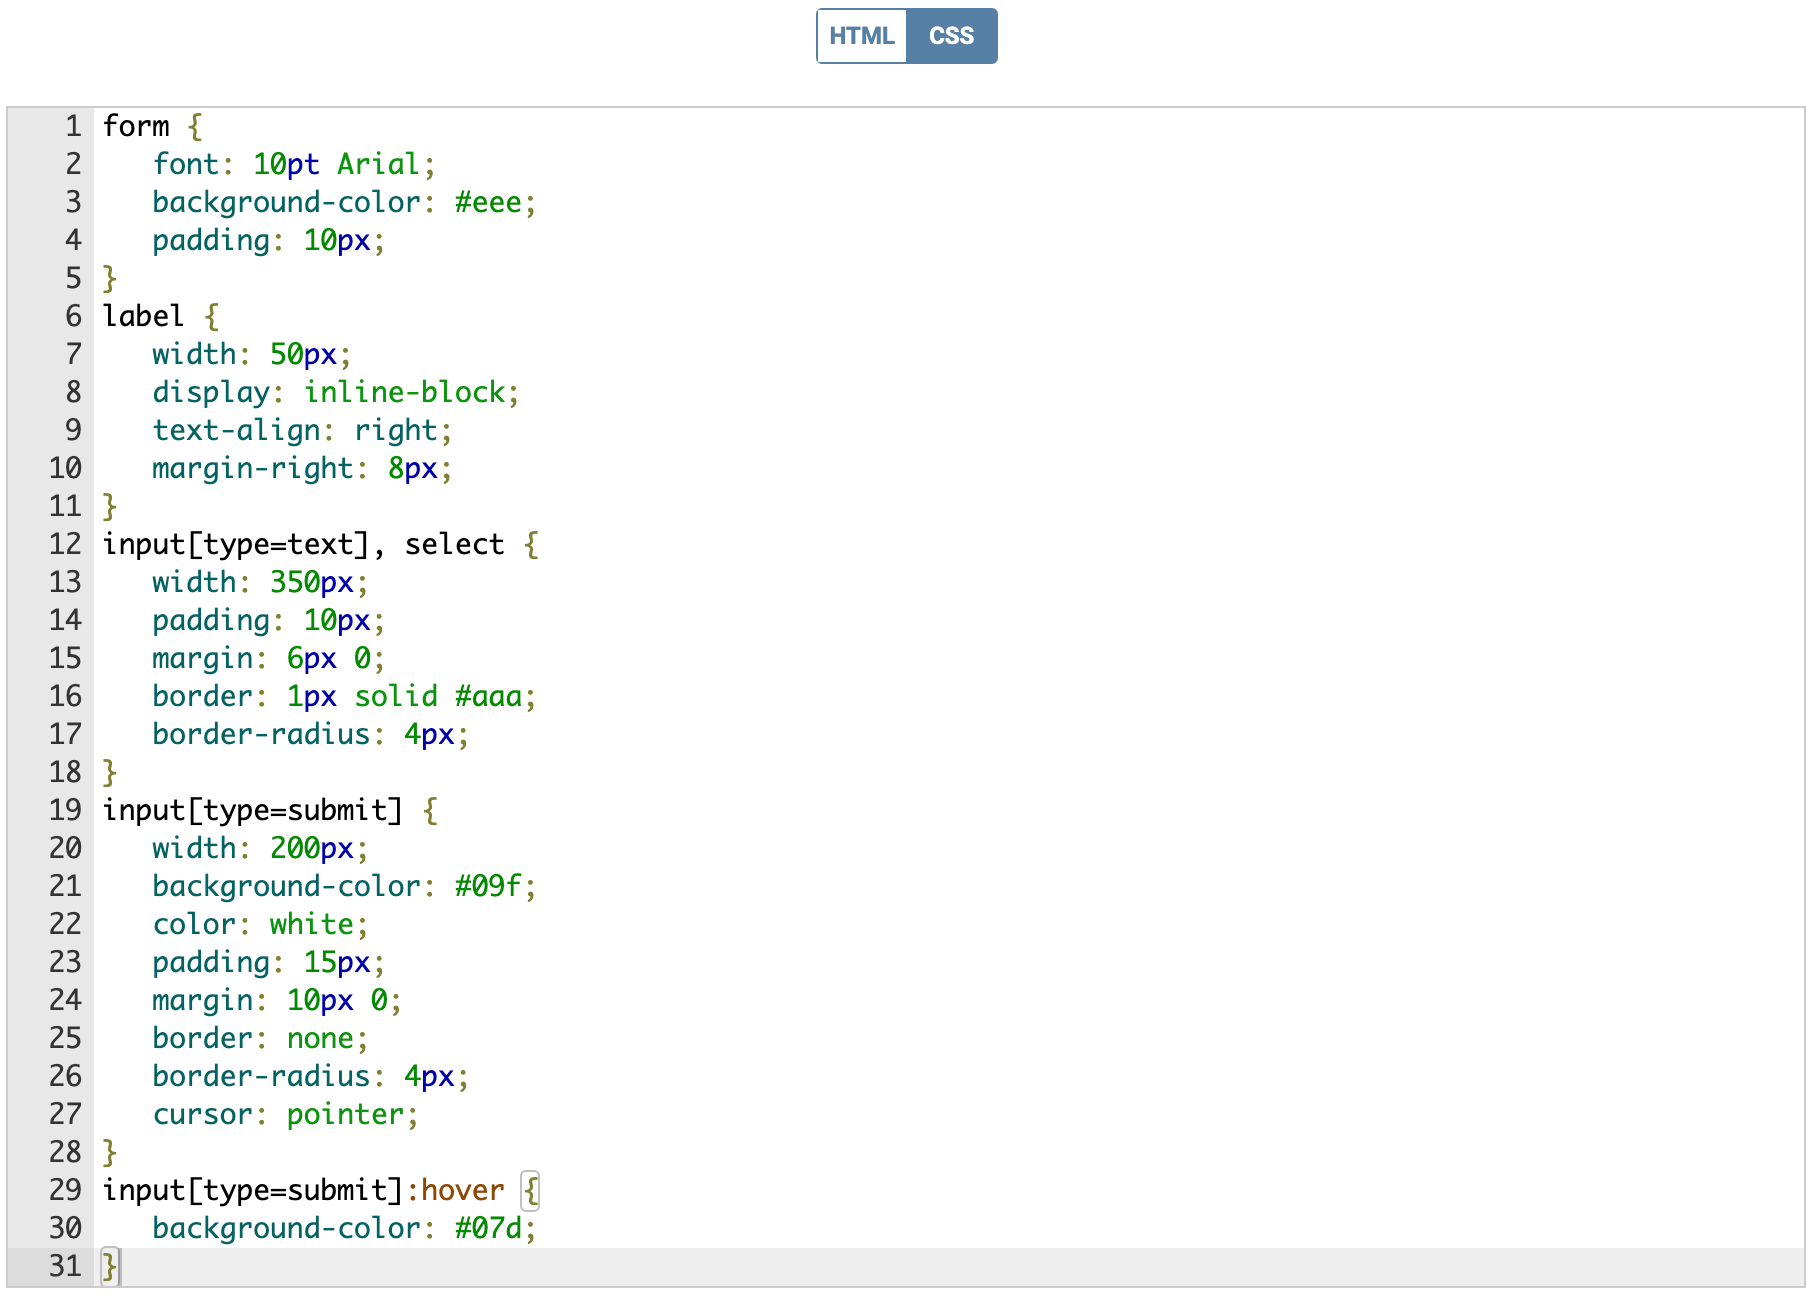 HTML CSS
1 form {
2    font: 10pt Arial;
3    background-color: #eee;
4    padding: 10px;
5 }
6 label {
7    width: 50px;
8    display: inline-block;
9    text-align: right;
10    margin-right: 8px;
11 }
12 input[type=text], select {
13    width: 350px;
14    padding: 10px;
15    margin: 6px 0;
16    border: 1px solid #aaa;
17    border-radius: 4px;
18 }
19 input[type=submit] {
20    width: 200px;
21    background-color: #09f;
22    color: white;
23    padding: 15px;
24    margin: 10px 0;
25    border: none;
26    border-radius: 4px;
27    cursor: pointer;
28 }
29 input[type=submit]:hover {
30    background-color: #07d;
31 }